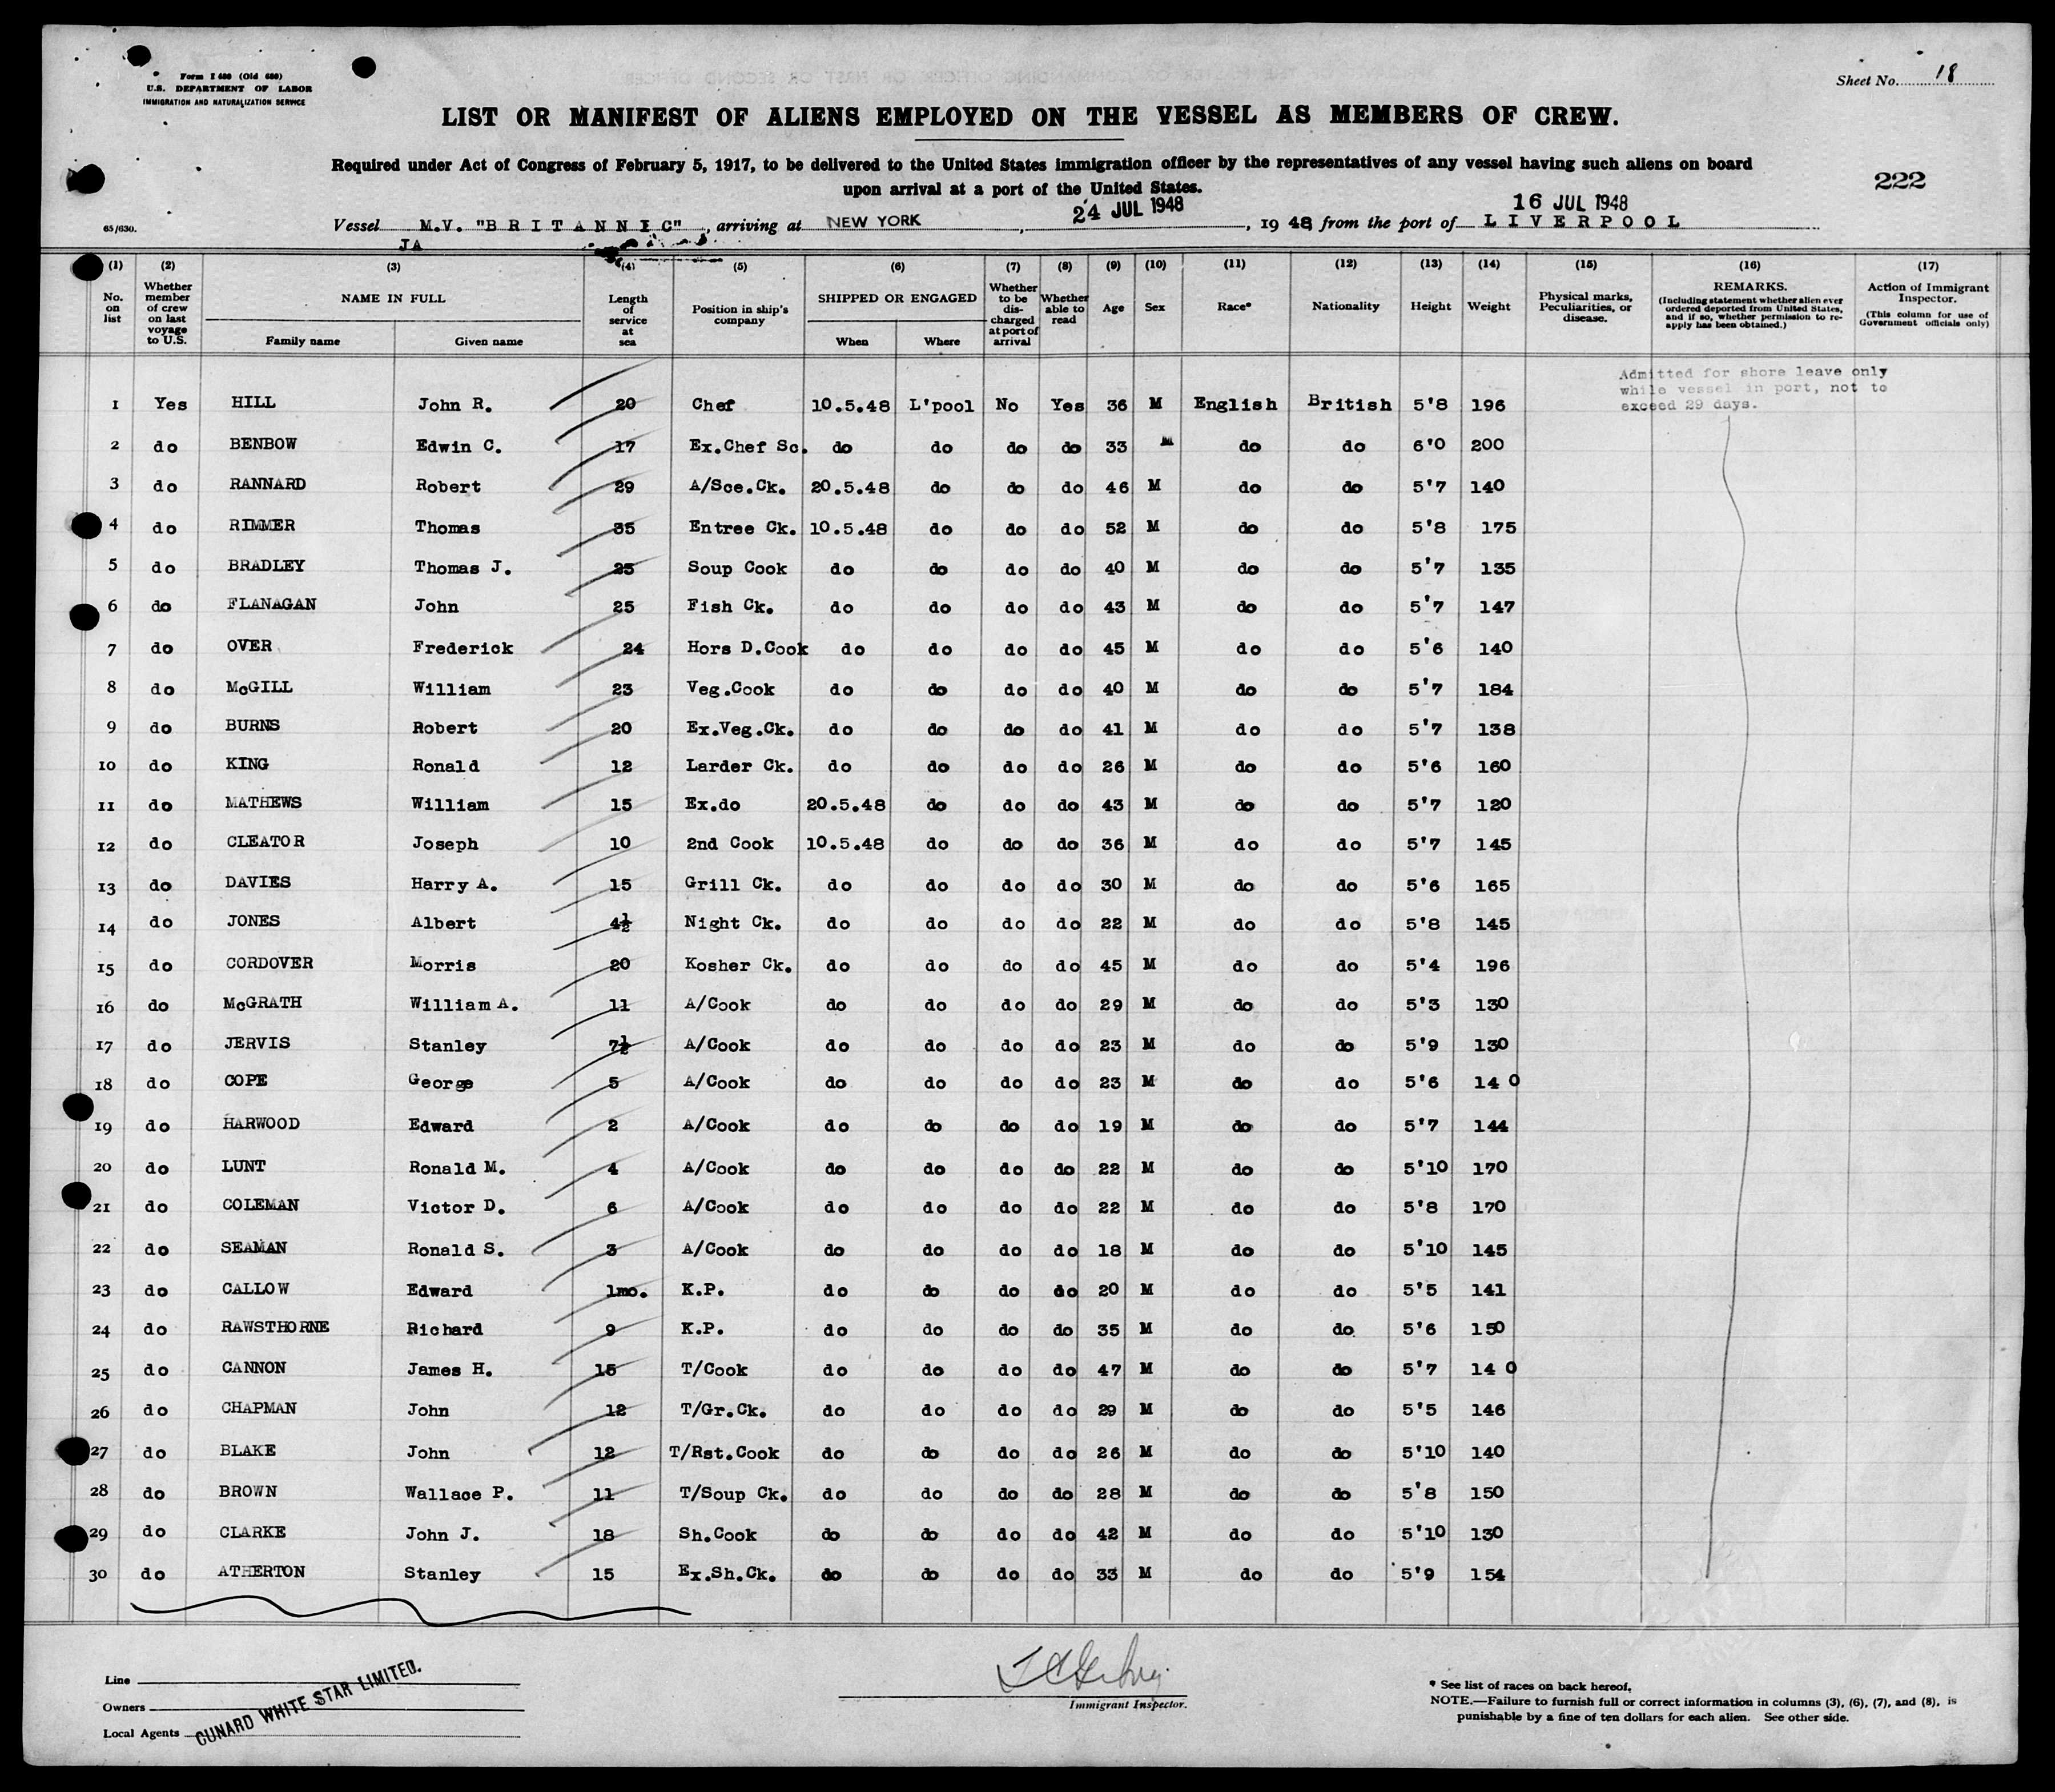 Form I 480 (Old 680)
U.S. DEPARTMENT OF LABOR
IMMIGRATION AND NATURALIZATION SERVICE
Sheet No. 18
LIST OR MANIFEST OF ALIENS EMPLOYED ON THE VESSEL AS MEMBERS OF CREW.
Required under Act of Congress of February 5, 1917, to be delivered to the United States immigration officer by the representatives of any vessel having such aliens on board
upon arrival at a port of the United States.
222
65/630.
Vessel M.V. "BRITANNIC", arriving at NEW YORK, 24 JUL 1948, 1948, from the port of LIVERPOOL 16 JUL 1948
JA
(1) (2) (3) (4) (5) (6) (7) (8) (9) (10) (11) (12) (13) (14) (15) (16) (17)
No. on list
Whether member of crew on last voyage to U.S.
NAME IN FULL
Family name Given name
Length of service at sea
Position in ship's company
SHIPPED OR ENGAGED
When Where
Whether to be discharged at port of arrival
Whether able to read
Age Sex Race* Nationality Height Weight
Physical marks, Peculiarities, or disease.
REMARKS.
(Including statement whether alien ever ordered deported from United States, and if so, whether permission to reapply has been obtained.)
Action of Immigrant Inspector.
(This column for use of Government officials only)
Admitted for shore leave only
while vessel in port, not to
exceed 29 days.
1 Yes HILL John R. 20 Chef 10.5.48 L'pool No Yes 36 M English British 5'8 196
2 do BENBOW Edwin C. 17 Ex.Chef Sc. do do do do 33 M do do 6'0 200
3 do RANNARD Robert 29 A/Sce.Ck. 20.5.48 do do do 46 M do do 5'7 140
4 do RIMMER Thomas 35 Entree Ck. 10.5.48 do do do 52 M do do 5'8 175
5 do BRADLEY Thomas J. 25 Soup Cook do do do do 40 M do do 5'7 135
6 do FLANAGAN John 25 Fish Ck. do do do do 43 M do do 5'7 147
7 do OVER Frederick 24 Hors D.Cook do do do do 45 M do do 5'6 140
8 do McGILL William 23 Veg.Cook do do do do 40 M do do 5'7 184
9 do BURNS Robert 20 Ex.Veg.Ck. do do do do 41 M do do 5'7 138
10 do KING Ronald 12 Larder Ck. do do do do 26 M do do 5'6 160
11 do MATHEWS William 15 Ex.do 20.5.48 do do do 43 M do do 5'7 120
12 do CLEATOR Joseph 10 2nd Cook 10.5.48 do do do 36 M do do 5'7 145
13 do DAVIES Harry A. 15 Grill Ck. do do do do 30 M do do 5'6 165
14 do JONES Albert 4½ Night Ck. do do do do 22 M do do 5'8 145
15 do CORDOVER Morris 20 Kosher Ck. do do do do 45 M do do 5'4 196
16 do McGRATH William A. 11 A/Cook do do do do 29 M do do 5'3 130
17 do JERVIS Stanley 7½ A/Cook do do do do 23 M do do 5'9 130
18 do COPE George 5 A/Cook do do do do 23 M do do 5'6 140
19 do HARWOOD Edward 2 A/Cook do do do do 19 M do do 5'7 144
20 do LUNT Ronald M. 4 A/Cook do do do do 22 M do do 5'10 170
21 do COLEMAN Victor D. 6 A/Cook do do do do 22 M do do 5'8 170
22 do SEAMAN Ronald S. 3 A/Cook do do do do 18 M do do 5'10 145
23 do CALLOW Edward 1mo. K.P. do do do do 20 M do do 5'5 141
24 do RAWSTHORNE Richard 9 K.P. do do do do 35 M do do 5'6 150
25 do CANNON James H. 15 T/Cook do do do do 47 M do do 5'7 140
26 do CHAPMAN John 12 T/Gr.Ck. do do do do 29 M do do 5'5 146
27 do BLAKE John 12 T/Rst.Cook do do do do 26 M do do 5'10 140
28 do BROWN Wallace P. 11 T/Soup Ck. do do do do 28 M do do 5'8 150
29 do CLARKE John J. 18 Sh.Cook do do do do 42 M do do 5'10 130
30 do ATHERTON Stanley 15 Ex.Sh.Ck. do do do do 33 M do do 5'9 154
Line
Owners
Local Agents
CUNARD WHITE STAR LIMITED.
Immigrant Inspector.
* See list of races on back hereof.
NOTE.—Failure to furnish full or correct information in columns (3), (6), (7), and (8), is
punishable by a fine of ten dollars for each alien. See other side.